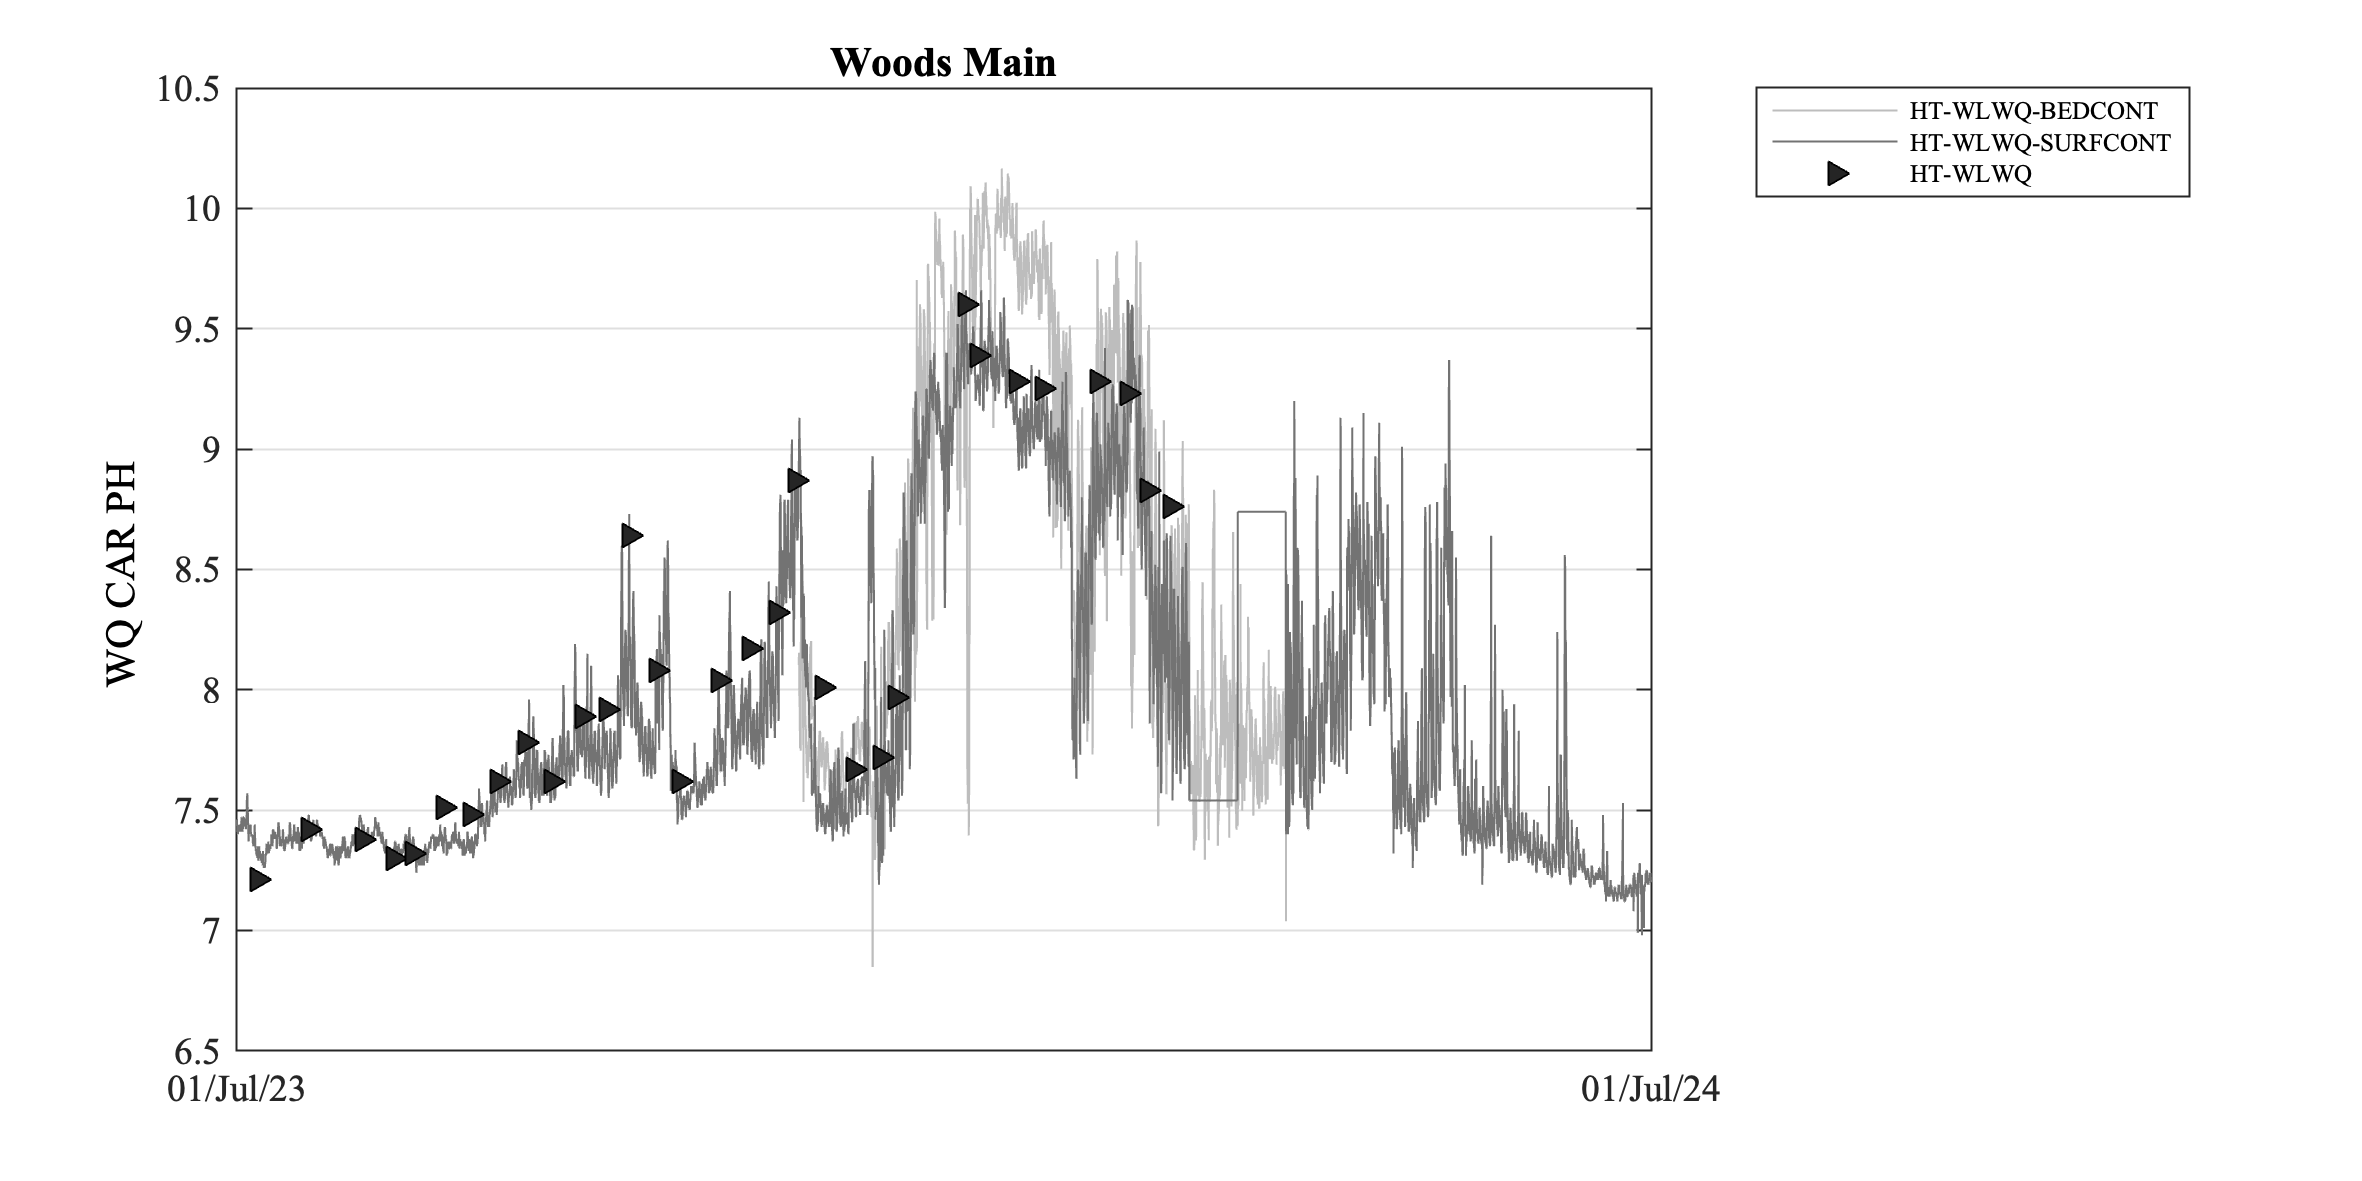 Woods Main
10.5
10
9.5
9
8.5
8
7.5
7
6.5
WQ CAR PH
01/Jul/23
01/Jul/24
HT-WLWQ-BEDCONT
HT-WLWQ-SURFCONT
HT-WLWQ